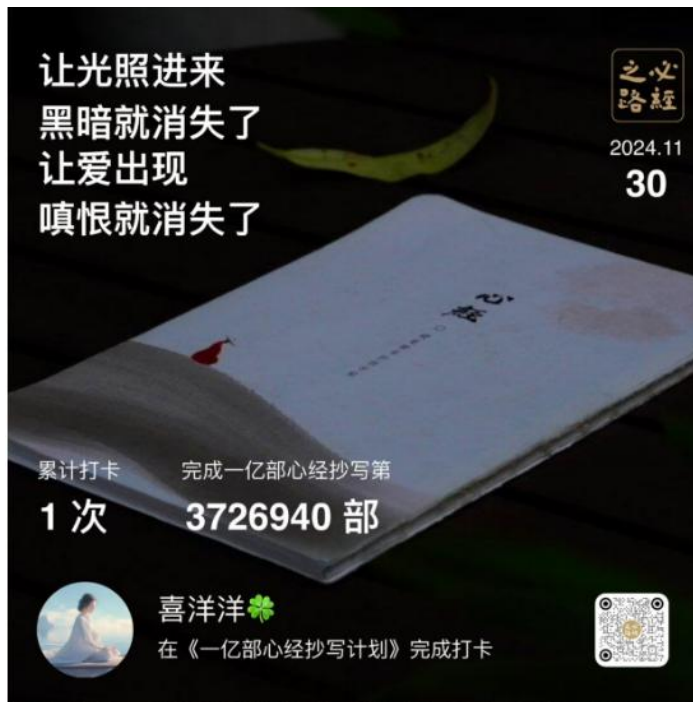 让光照进来
黑暗就消失了
让爱出现
嗔恨就消失了
必經之路
2024.11
30
心经
累计打卡
完成一亿部心经抄写第
1 次
3726940 部
喜洋洋🍀
在《一亿部心经抄写计划》完成打卡